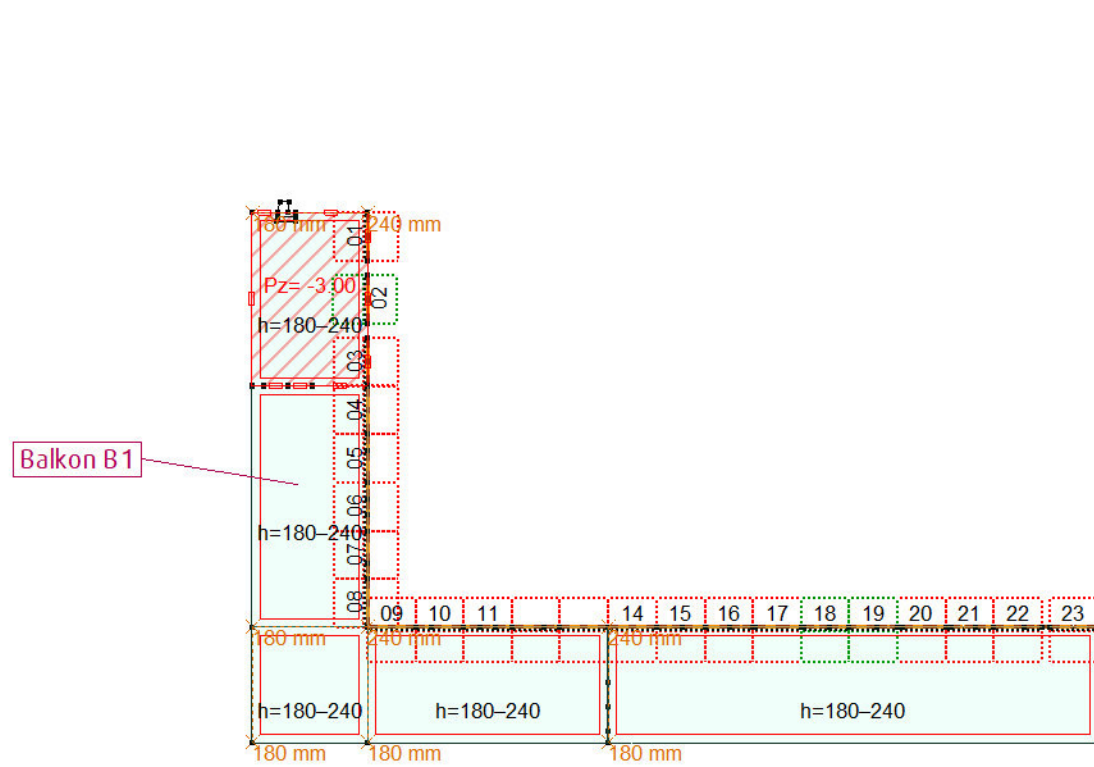 180 mm
240 mm
01
Pz= -3.00
02
h=180–240
03
04
Balkon B1
05
06
h=180–240
07
08
09 10 11 14 15 16 17 18 19 20 21 22 23
180 mm 240 mm 240 mm
h=180–240 h=180–240 h=180–240
180 mm 180 mm 180 mm